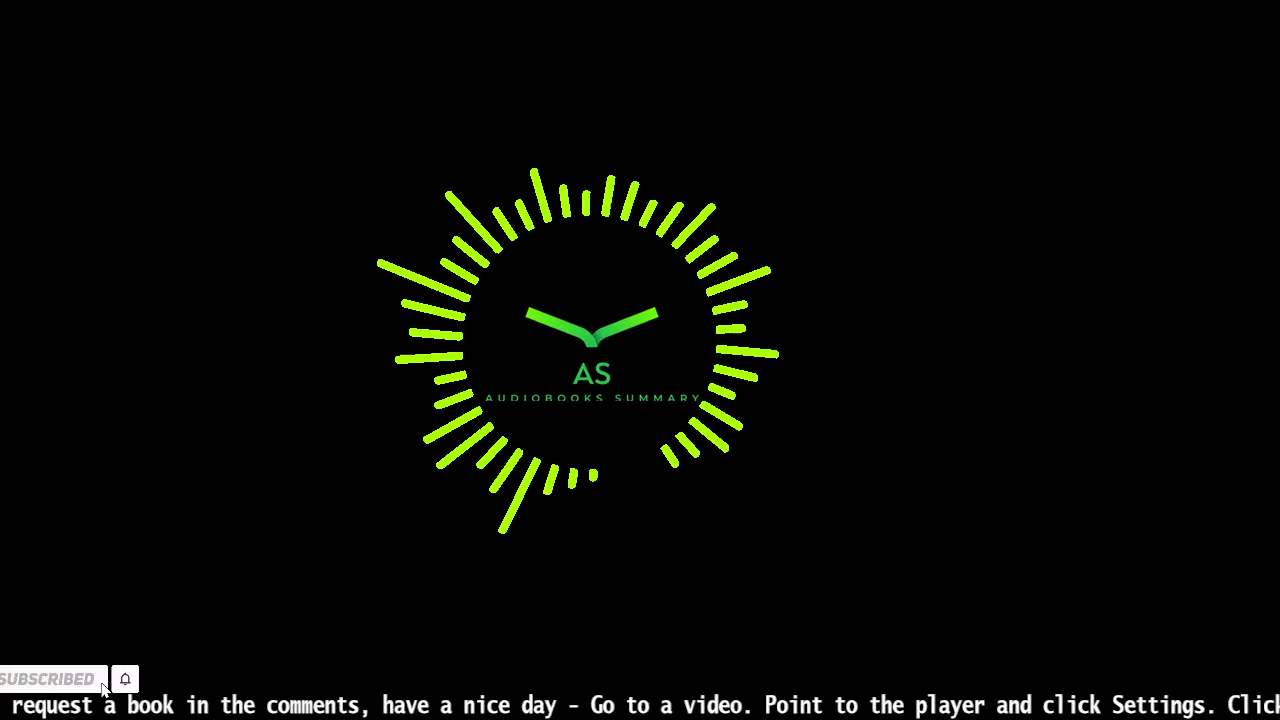 AS
AUDIOBOOKS SUMMARY
SUBSCRIBED
request a book in the comments, have a nice day - Go to a video. Point to the player and click Settings. Click